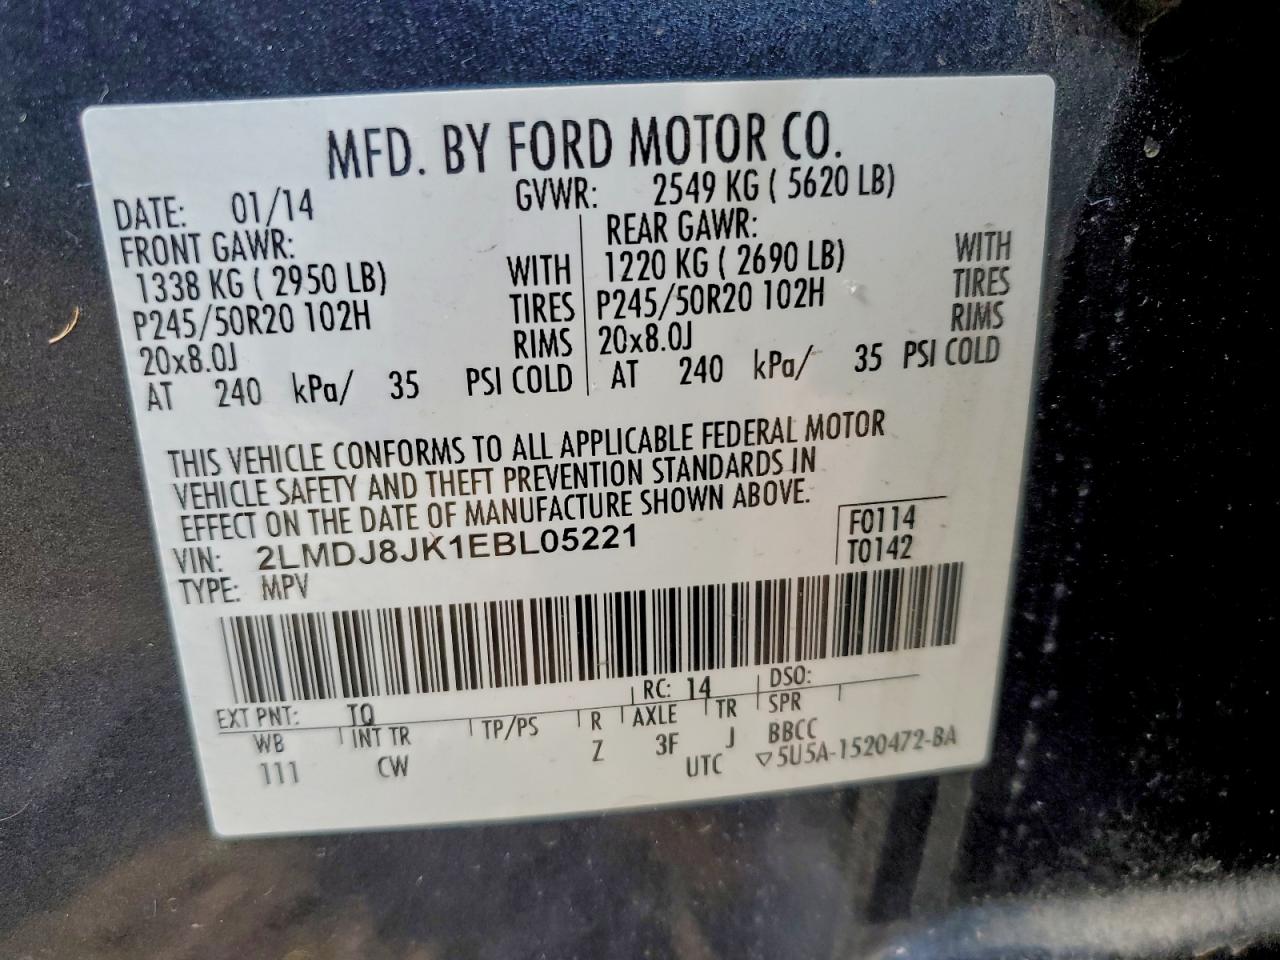 MFD. BY FORD MOTOR CO.
DATE: 01/14 GVWR: 2549 KG ( 5620 LB)
FRONT GAWR: REAR GAWR:
1338 KG ( 2950 LB) WITH 1220 KG ( 2690 LB) WITH
P245/50R20 102H TIRES P245/50R20 102H TIRES
20x8.0J RIMS 20x8.0J RIMS
AT 240 kPa/ 35 PSI COLD AT 240 kPa/ 35 PSI COLD
THIS VEHICLE CONFORMS TO ALL APPLICABLE FEDERAL MOTOR
VEHICLE SAFETY AND THEFT PREVENTION STANDARDS IN
EFFECT ON THE DATE OF MANUFACTURE SHOWN ABOVE.
VIN: 2LMDJ8JK1EBL05221 F0114
TYPE: MPV T0142
EXT PNT: TQ RC: 14 DSO:
WB INT TR TP/PS R AXLE TR SPR
111 CW Z 3F J BBCC
UTC ▽5U5A-1520472-BA